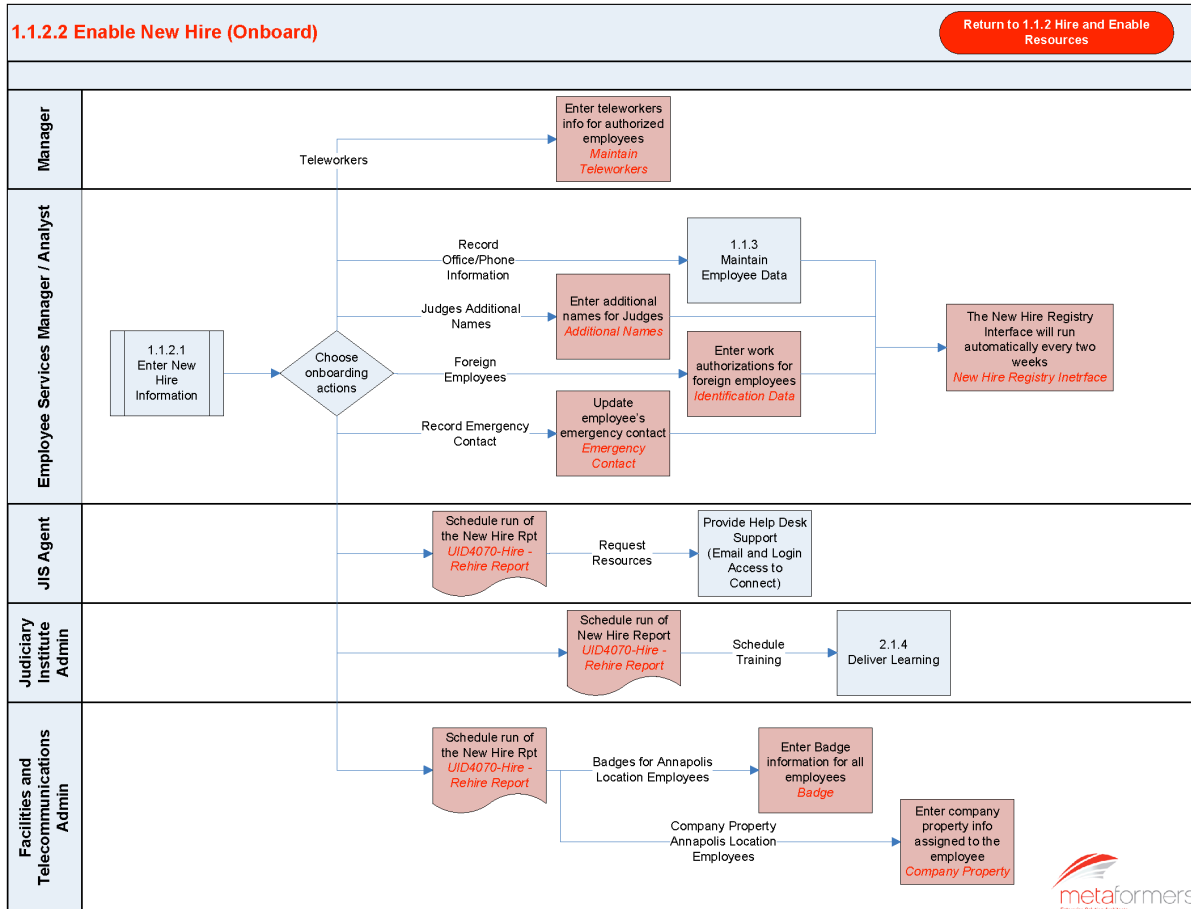 1.1.2.2 Enable New Hire (Onboard)
Return to 1.1.2 Hire and Enable
Resources
Manager
Teleworkers
Enter teleworkers
info for authorized
employees
Maintain
Teleworkers
Employee Services Manager / Analyst
1.1.2.1
Enter New
Hire
Information
Choose
onboarding
actions
Record
Office/Phone
Information
1.1.3
Maintain
Employee Data
Judges Additional
Names
Enter additional
names for Judges
Additional Names
Foreign
Employees
Enter work
authorizations for
foreign employees
Identification Data
Record Emergency
Contact
Update
employee's
emergency contact
Emergency
Contact
The New Hire Registry
Interface will run
automatically every two
weeks
New Hire Registry Inetrface
JIS Agent
Schedule run of
the New Hire Rpt
UID4070-Hire -
Rehire Report
Request
Resources
Provide Help Desk
Support
(Email and Login
Access to
Connect)
Judiciary
Institute
Admin
Schedule run of
New Hire Report
UID4070-Hire -
Rehire Report
Schedule
Training
2.1.4
Deliver Learning
Facilities and
Telecommunications
Admin
Schedule run of
the New Hire Rpt
UID4070-Hire -
Rehire Report
Badges for Annapolis
Location Employees
Enter Badge
information for all
employees
Badge
Company Property
Annapolis Location
Employees
Enter company
property info
assigned to the
employee
Company Property
metaformers